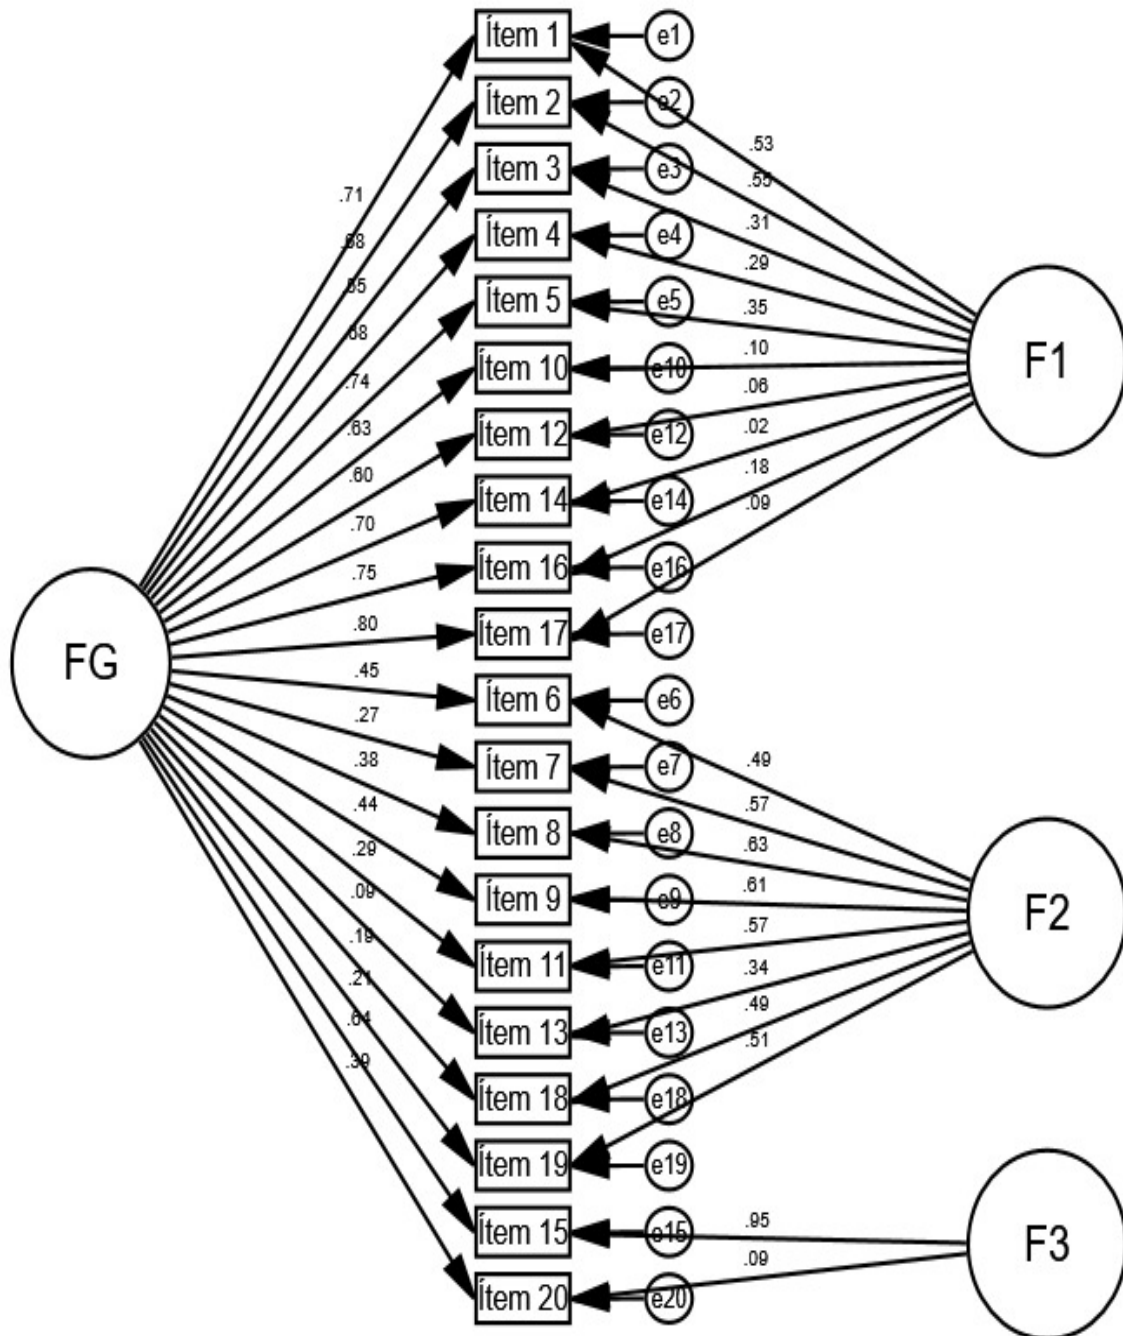 Ítem 1
Ítem 2
Ítem 3
Ítem 4
Ítem 5
Ítem 10
Ítem 12
Ítem 14
Ítem 16
Ítem 17
Ítem 6
Ítem 7
Ítem 8
Ítem 9
Ítem 11
Ítem 13
Ítem 18
Ítem 19
Ítem 15
Ítem 20
e1
e2
e3
e4
e5
e10
e12
e14
e16
e17
e6
e7
e8
e9
e11
e13
e18
e19
e15
e20
FG
.71
.68
.68
.74
.63
.60
.70
.75
.80
.45
.27
.38
.44
.29
.09
.19
.21
.64
.39
F1
.53
.55
.31
.29
.35
.10
.06
.02
.18
.09
F2
.49
.57
.63
.61
.57
.34
.49
.51
F3
.95
.09